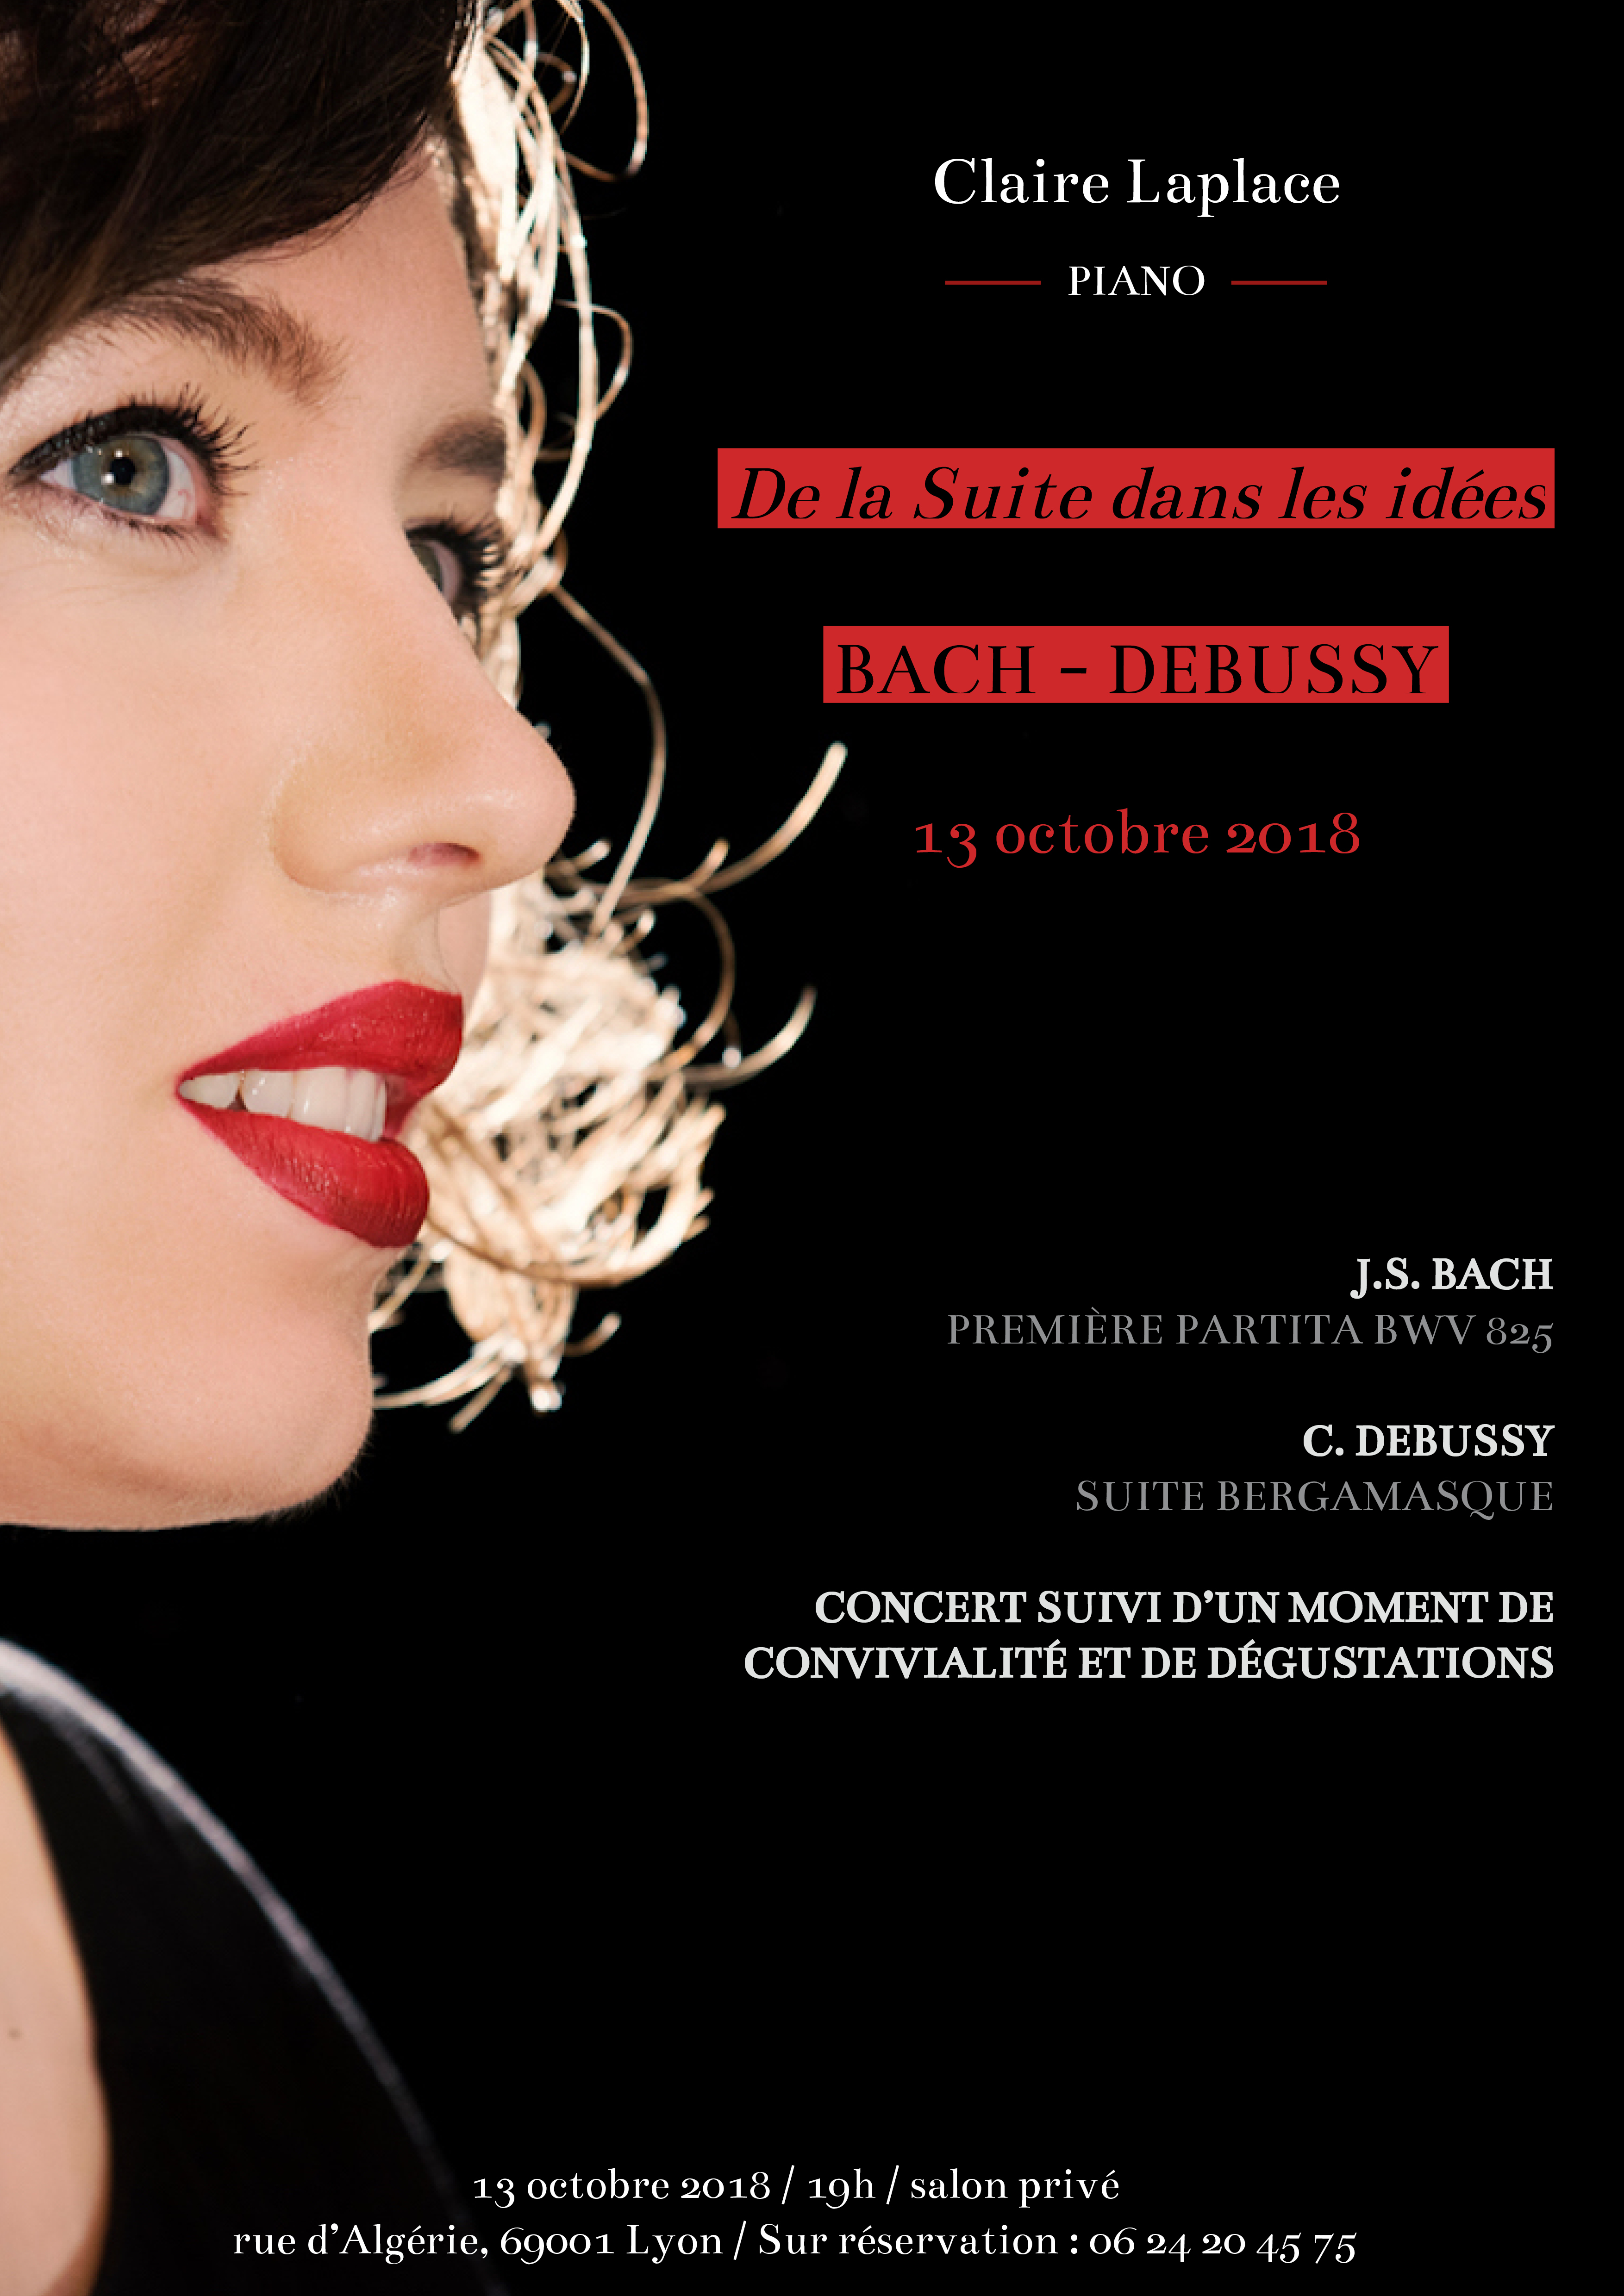 Claire Laplace
PIANO
De la Suite dans les idées
BACH - DEBUSSY
13 octobre 2018
J.S. BACH
PREMIÈRE PARTITA BWV 825
C. DEBUSSY
SUITE BERGAMASQUE
CONCERT SUIVI D’UN MOMENT DE
CONVIVIALITÉ ET DE DÉGUSTATIONS
13 octobre 2018 / 19h / salon privé
rue d’Algérie, 69001 Lyon / Sur réservation : 06 24 20 45 75